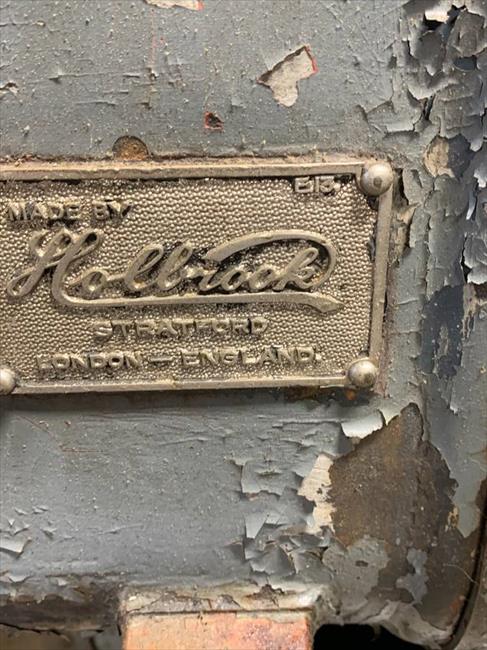 E13.
MADE BY
Holbrook
STRATFORD
LONDON — ENGLAND.